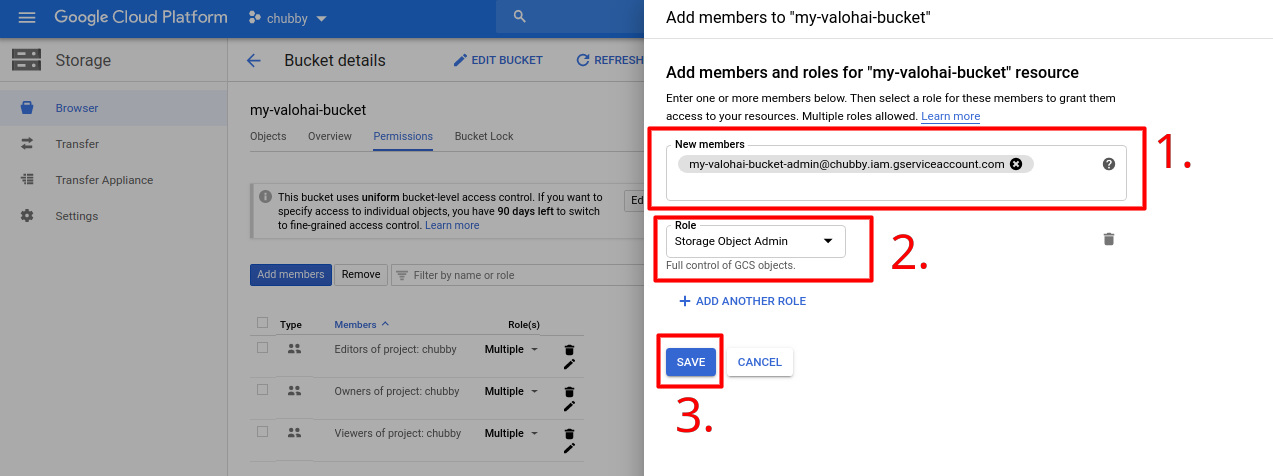 Google Cloud Platform
chubby
Storage
Browser
Transfer
Transfer Appliance
Settings
Bucket details
EDIT BUCKET
REFRESH
my-valohai-bucket
Objects
Overview
Permissions
Bucket Lock
This bucket uses uniform bucket-level access control. If you want to
specify access to individual objects, you have 90 days left to switch
to fine-grained access control. Learn more
Ed
Add members
Remove
Filter by name or role
Type
Members
Role(s)
Editors of project: chubby
Multiple
Owners of project: chubby
Multiple
Viewers of project: chubby
Multiple
Add members to "my-valohai-bucket"
Add members and roles for "my-valohai-bucket" resource
Enter one or more members below. Then select a role for these members to grant them
access to your resources. Multiple roles allowed. Learn more
New members
my-valohai-bucket-admin@chubby.iam.gserviceaccount.com
1.
Role
Storage Object Admin
Full control of GCS objects.
2.
ADD ANOTHER ROLE
SAVE
CANCEL
3.